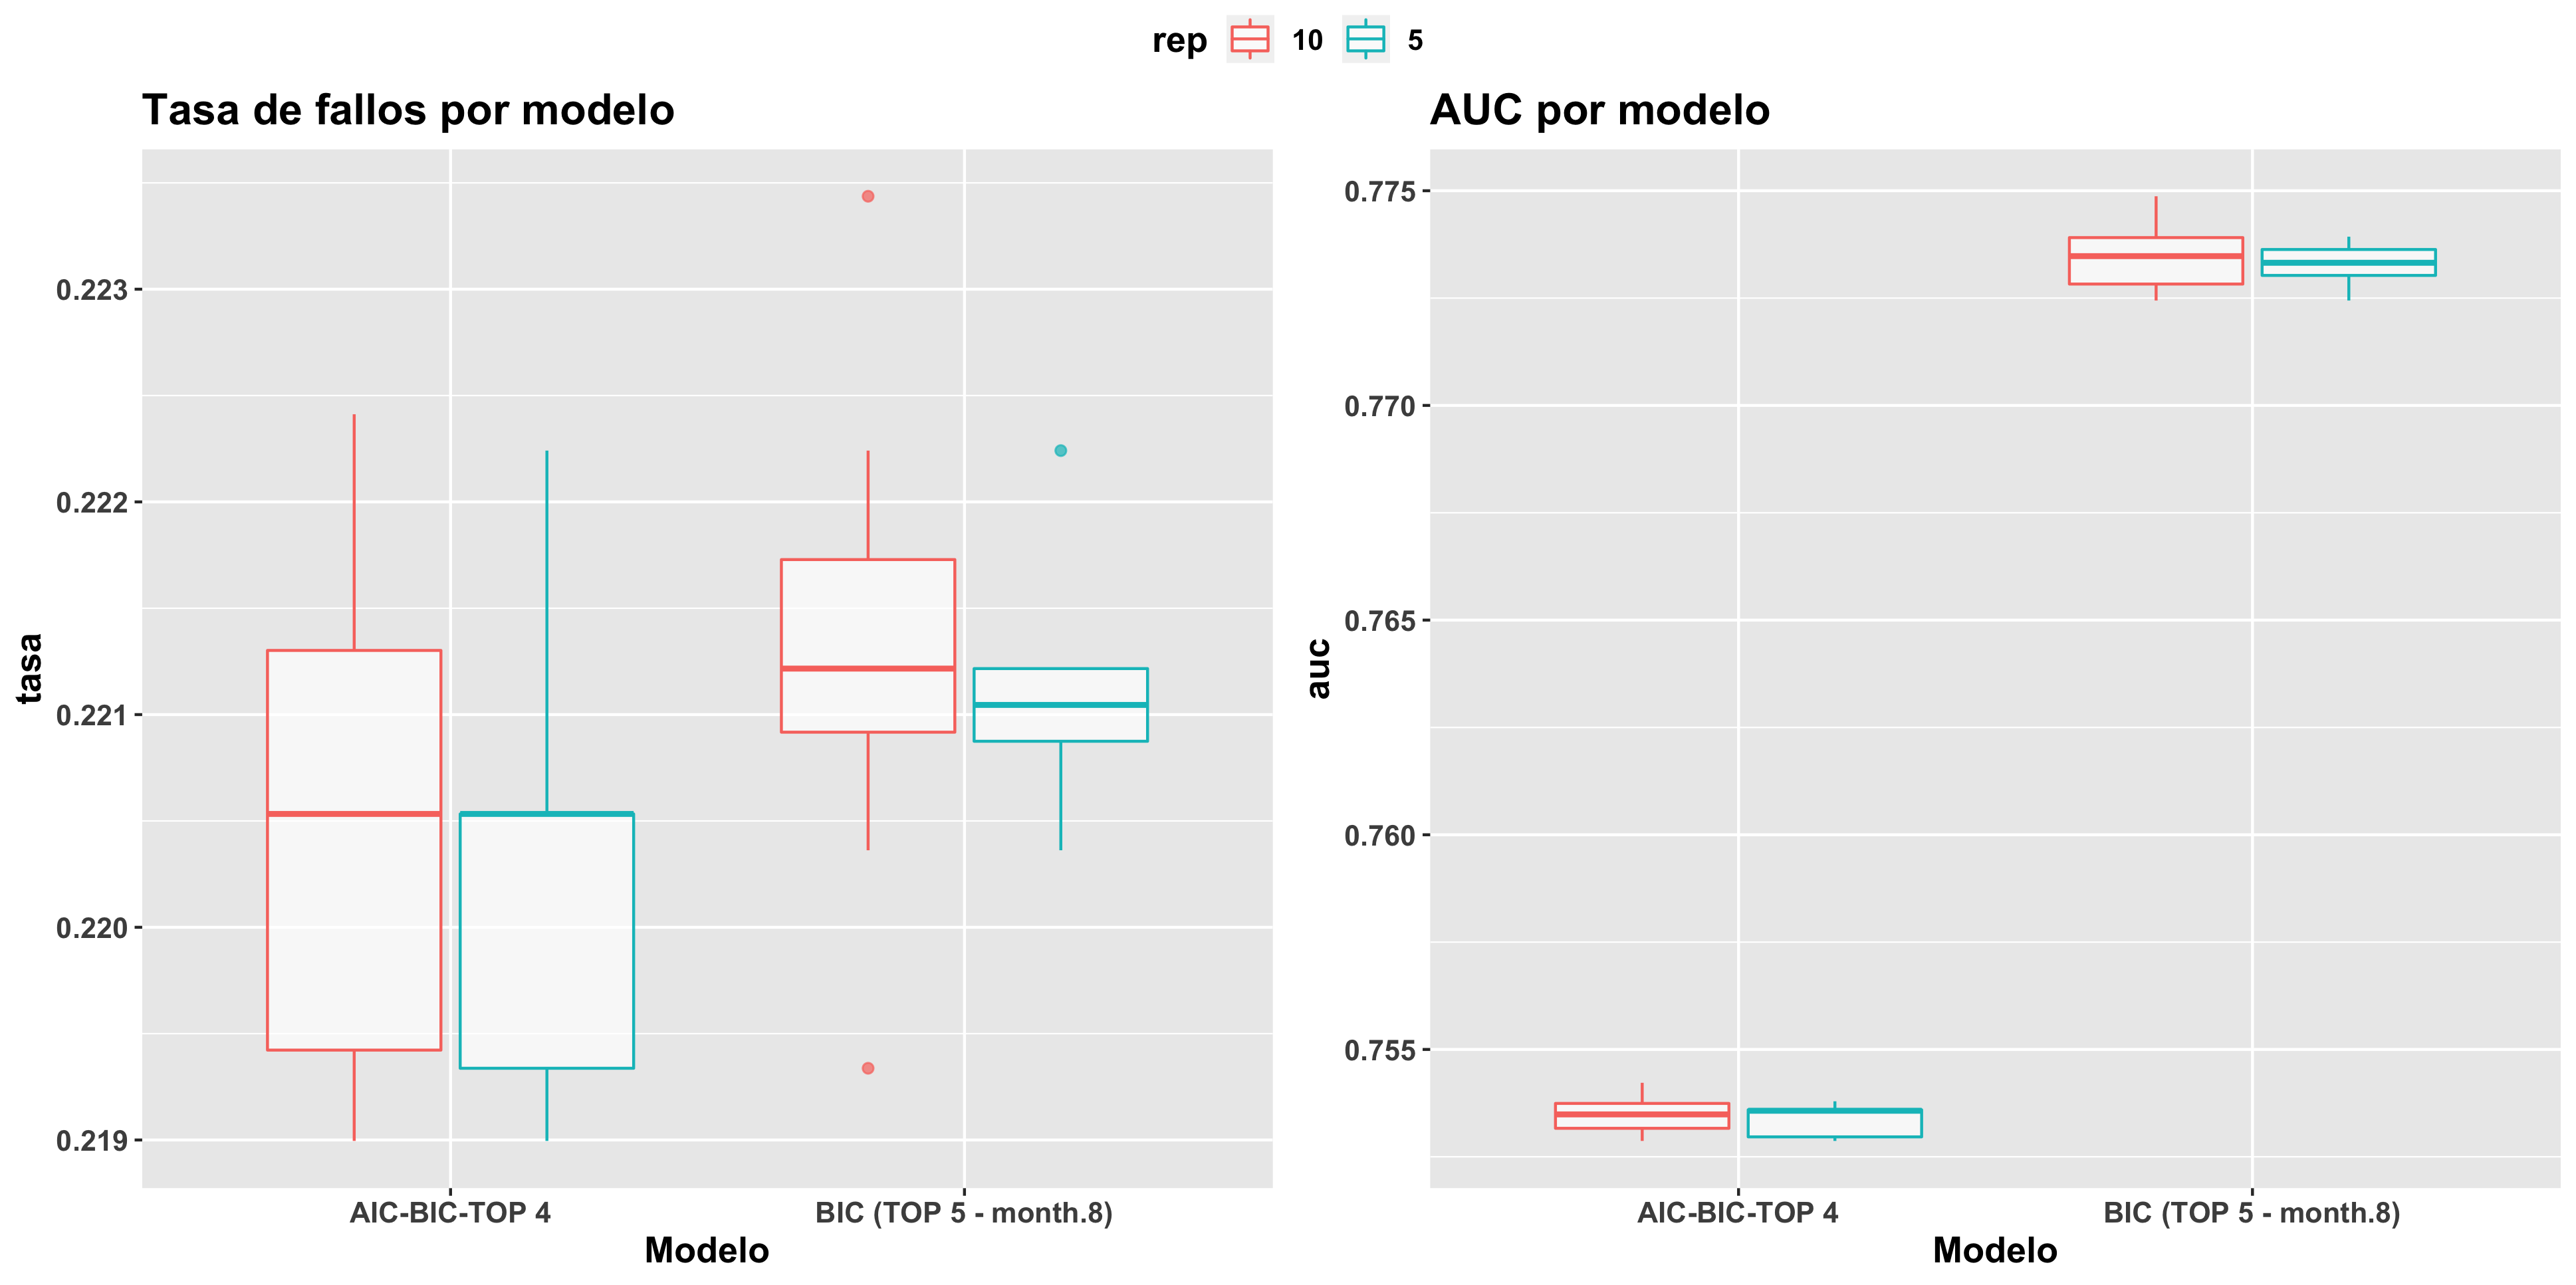 rep 10 5
Tasa de fallos por modelo
0.223
0.222
0.221
0.220
0.219
tasa
AIC-BIC-TOP 4
BIC (TOP 5 - month.8)
Modelo
AUC por modelo
0.775
0.770
0.765
0.760
0.755
auc
AIC-BIC-TOP 4
BIC (TOP 5 - month.8)
Modelo